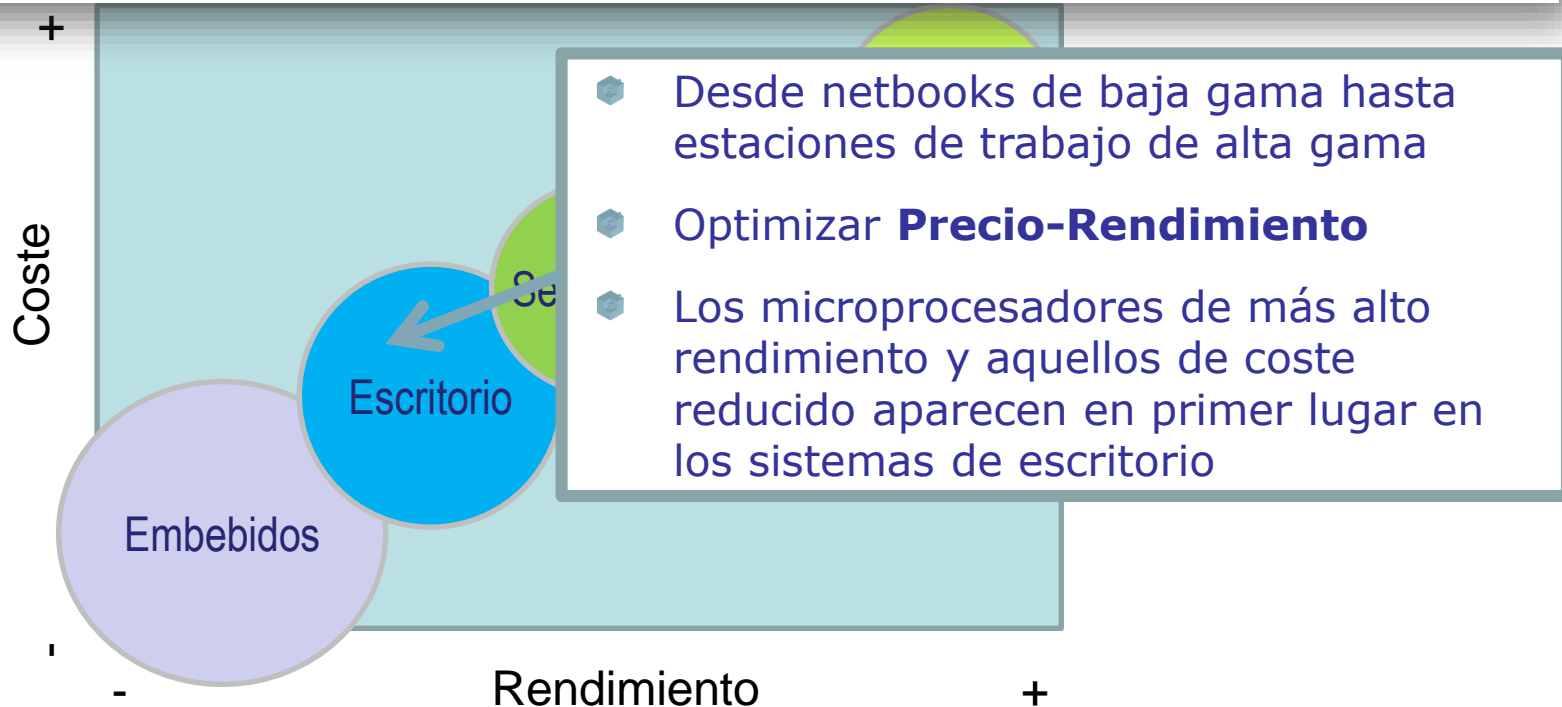 +
Coste
-
Desde netbooks de baja gama hasta
estaciones de trabajo de alta gama
Optimizar Precio-Rendimiento
Los microprocesadores de más alto
rendimiento y aquellos de coste
reducido aparecen en primer lugar en
los sistemas de escritorio
Se
Escritorio
Embebidos
-
Rendimiento
+